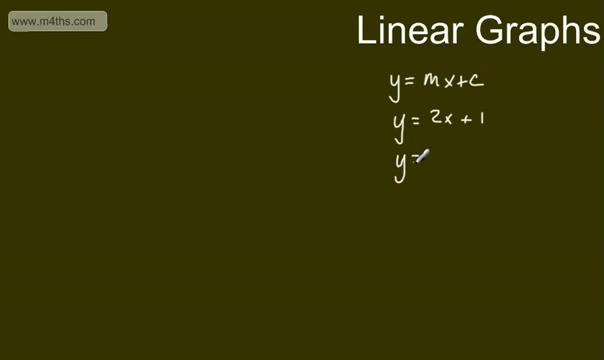 www.m4ths.com
Linear Graphs
y = mx + c
y = 2x + 1
y =